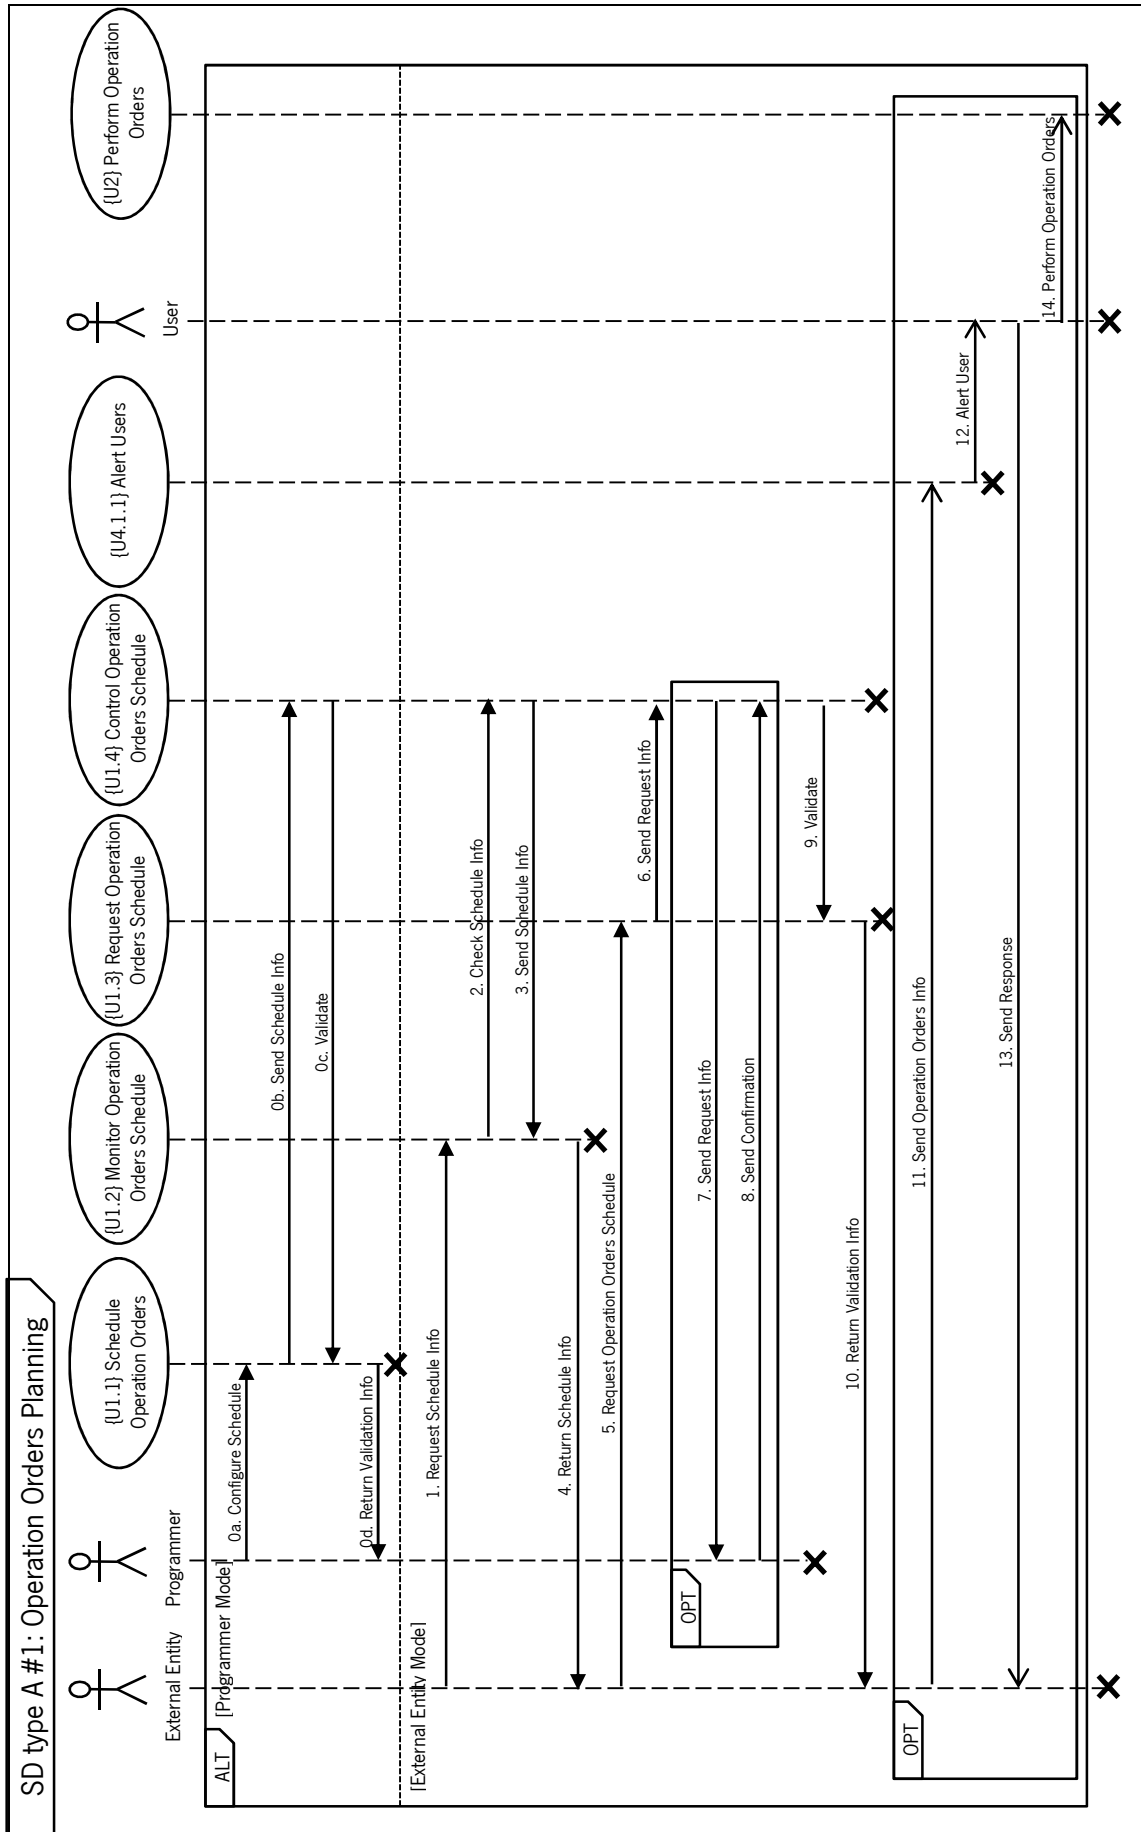 SD type A #1: Operation Orders Planning
External Entity
Programmer
{U1.1} Schedule
Operation Orders
{U1.2} Monitor Operation
Orders Schedule
{U1.3} Request Operation
Orders Schedule
{U1.4} Control Operation
Orders Schedule
{U4.1.1} Alert Users
User
{U2} Perform Operation
Orders
ALT
[Programmer Mode]
0a. Configure Schedule
0b. Send Schedule Info
0c. Validate
0d. Return Validation Info
[External Entity Mode]
1. Request Schedule Info
2. Check Schedule Info
3. Send Schedule Info
4. Return Schedule Info
5. Request Operation Orders Schedule
6. Send Request Info
OPT
7. Send Request Info
8. Send Confirmation
9. Validate
10. Return Validation Info
OPT
11. Send Operation Orders Info
12. Alert User
13. Send Response
14. Perform Operation Orders